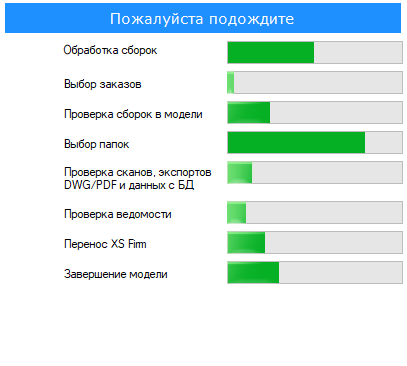 Пожалуйста подождите
Обработка сборок
Выбор заказов
Проверка сборок в модели
Выбор папок
Проверка сканов, экспортов
DWG/PDF и данных с БД
Проверка ведомости
Перенос XS Firm
Завершение модели